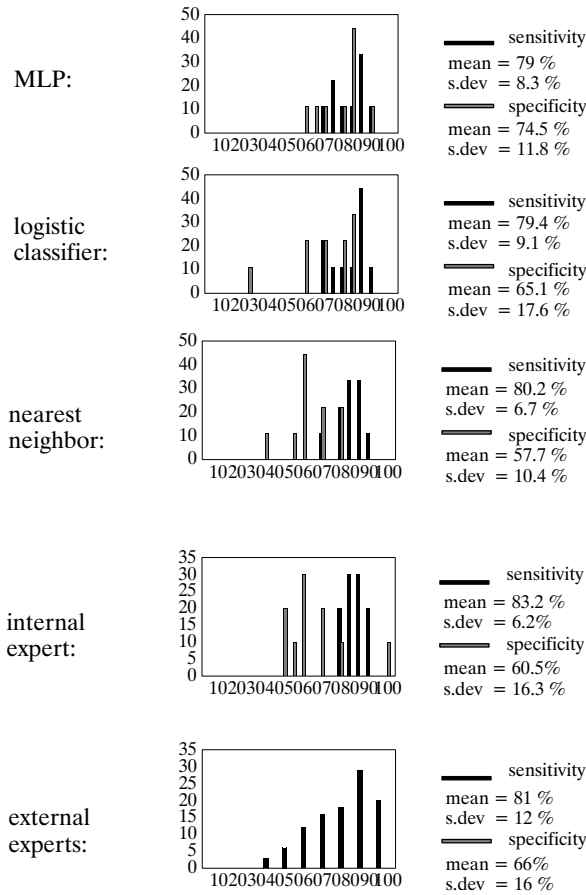 MLP:
50
40
30
20
10
0
102030405060708090100
sensitivity
mean = 79 %
s.dev = 8.3 %
specificity
mean = 74.5 %
s.dev = 11.8 %
logistic
classifier:
50
40
30
20
10
0
102030405060708090100
sensitivity
mean = 79.4 %
s.dev = 9.1 %
specificity
mean = 65.1 %
s.dev = 17.6 %
nearest
neighbor:
50
40
30
20
10
0
102030405060708090100
sensitivity
mean = 80.2 %
s.dev = 6.7 %
specificity
mean = 57.7 %
s.dev = 10.4 %
internal
expert:
35
30
25
20
15
10
5
0
102030405060708090100
sensitivity
mean = 83.2 %
s.dev = 6.2%
specificity
mean = 60.5%
s.dev = 16.3 %
external
experts:
35
30
25
20
15
10
5
0
102030405060708090100
sensitivity
mean = 81 %
s.dev = 12 %
specificity
mean = 66%
s.dev = 16 %